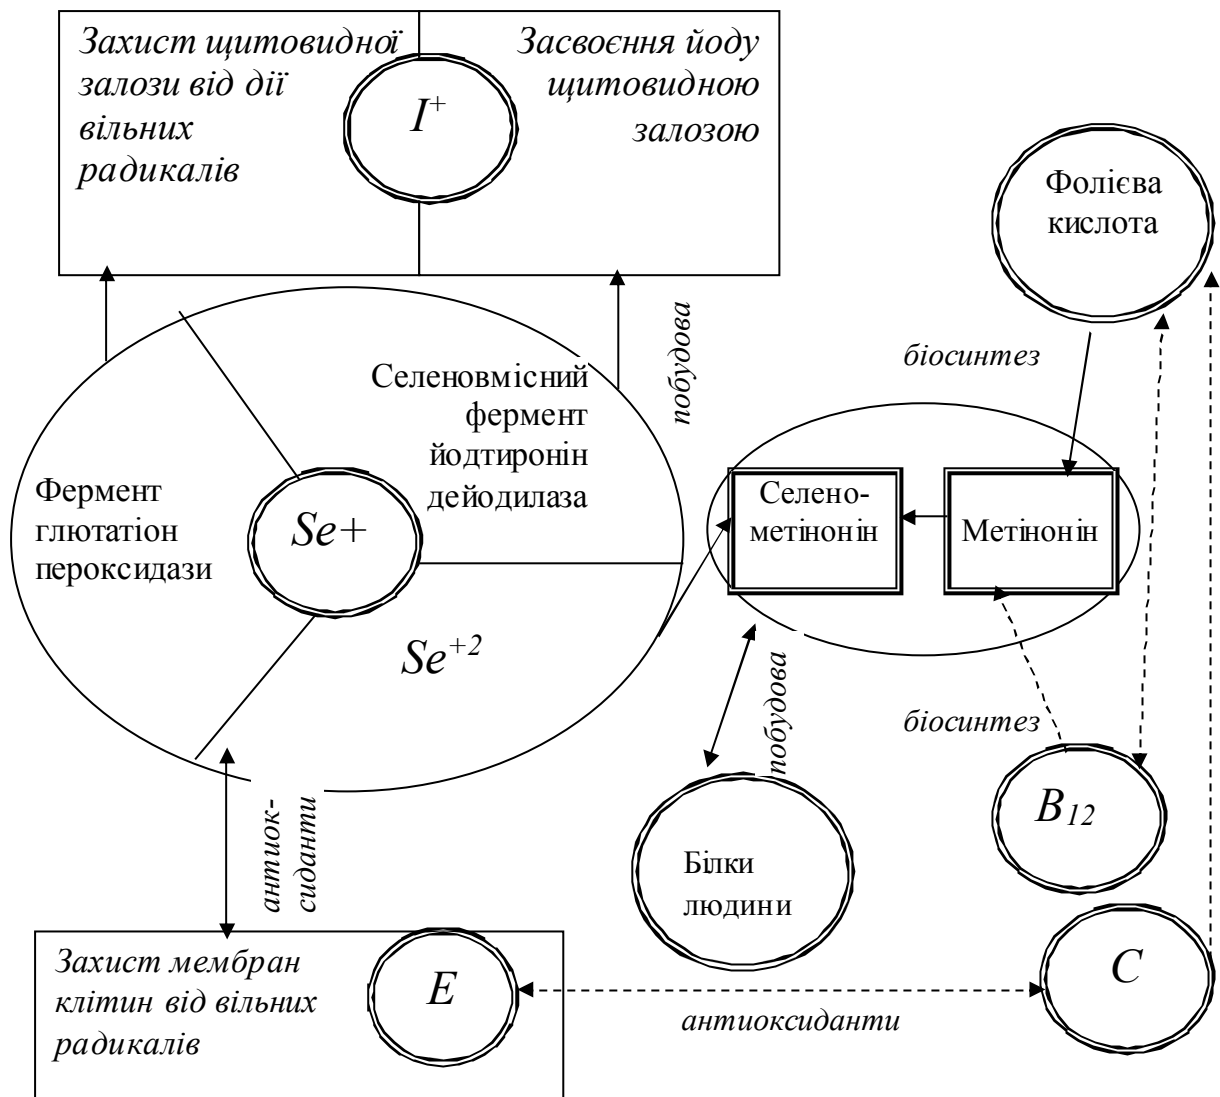 Захист щитовидної
залози від дії
вільних
радикалів
I+
Засвоєння йоду
щитовидною
залозою
Фолієва
кислота
побудова
біосинтез
Селеновмісний
фермент
йодтиронін
дейодилаза
Фермент
глютатіон
пероксидази
Se+
Se+2
Селено-
метінонін
Метінонін
побудова
біосинтез
B12
антиок-
сиданти
Білки
людини
Захист мембран
клітин від вільних
радикалів
E
антиоксиданти
C